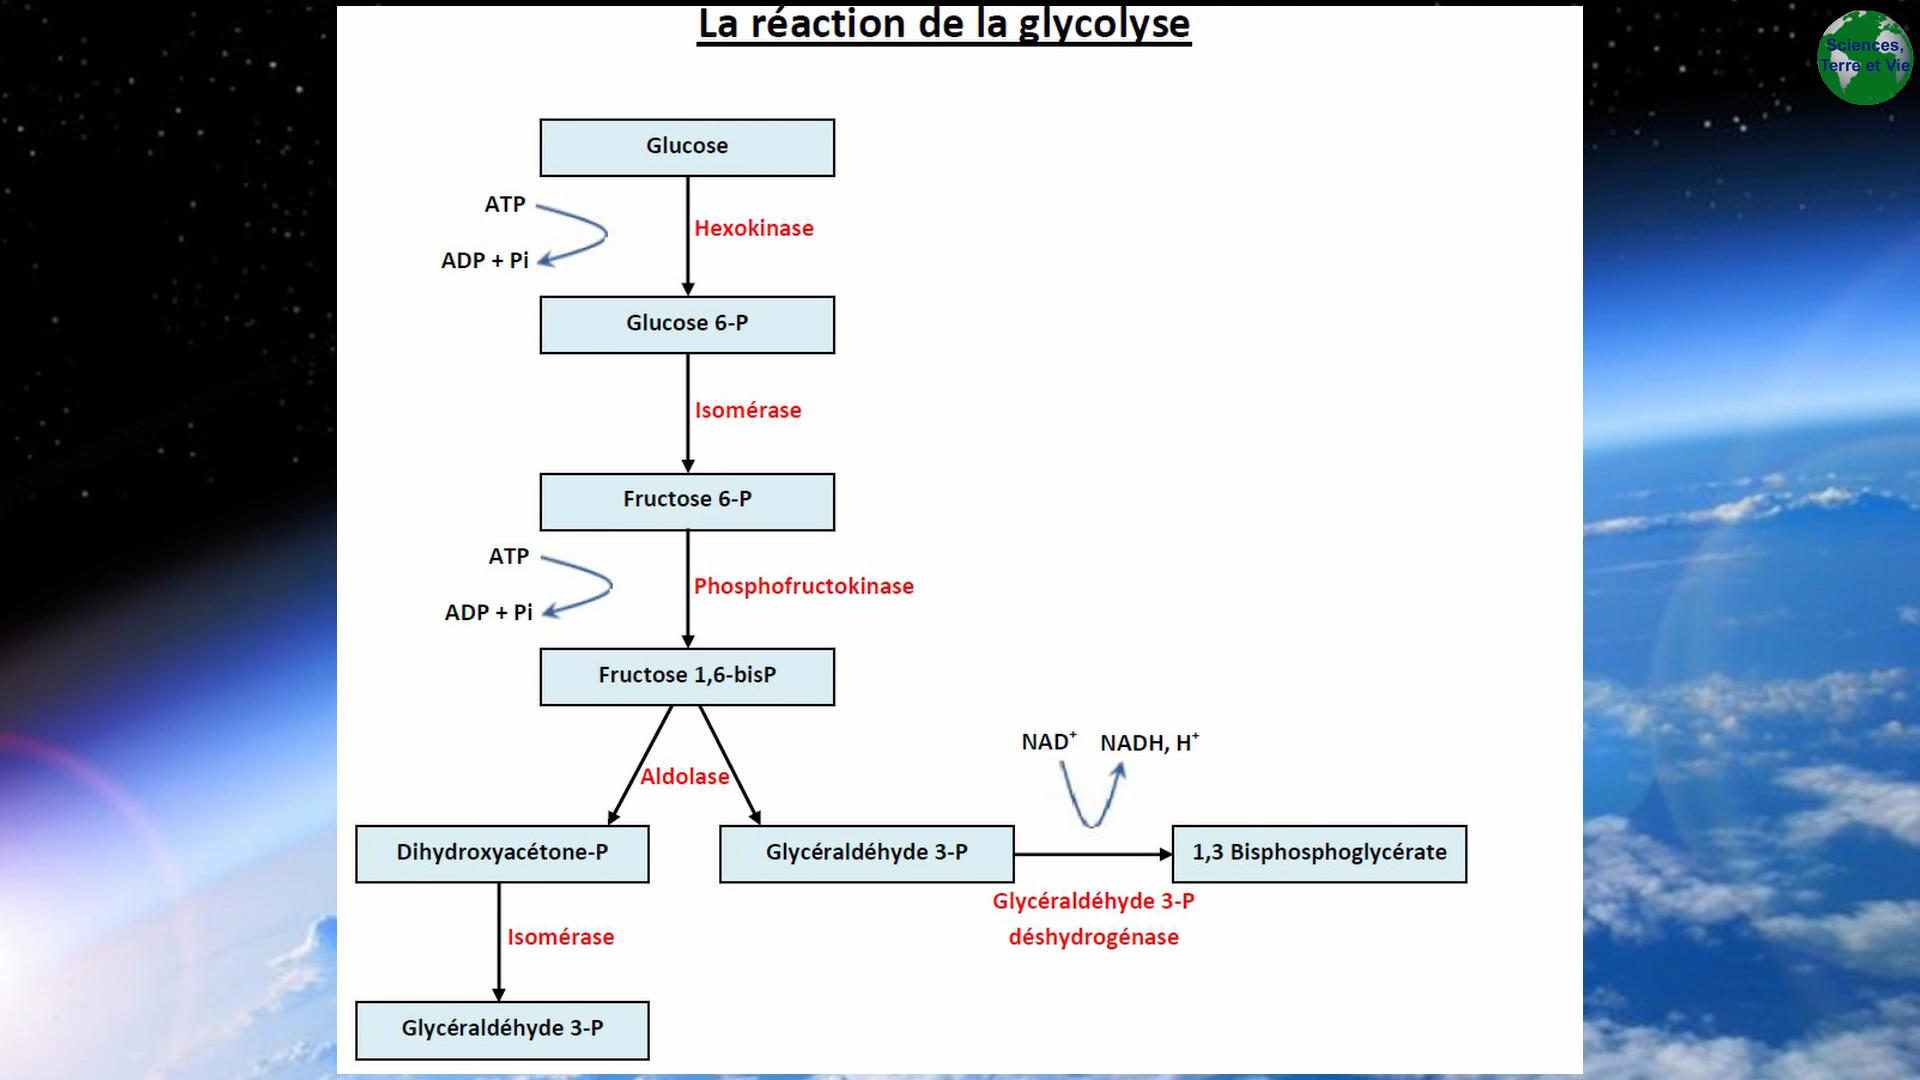 La réaction de la glycolyse
Sciences,
Terre et Vie
Glucose
ATP
Hexokinase
ADP + Pi
Glucose 6-P
Isomérase
Fructose 6-P
ATP
Phosphofructokinase
ADP + Pi
Fructose 1,6-bisP
NAD⁺ NADH, H⁺
Aldolase
Dihydroxyacétone-P
Glycéraldéhyde 3-P
1,3 Bisphosphoglycérate
Glycéraldéhyde 3-P
déshydrogénase
Isomérase
Glycéraldéhyde 3-P